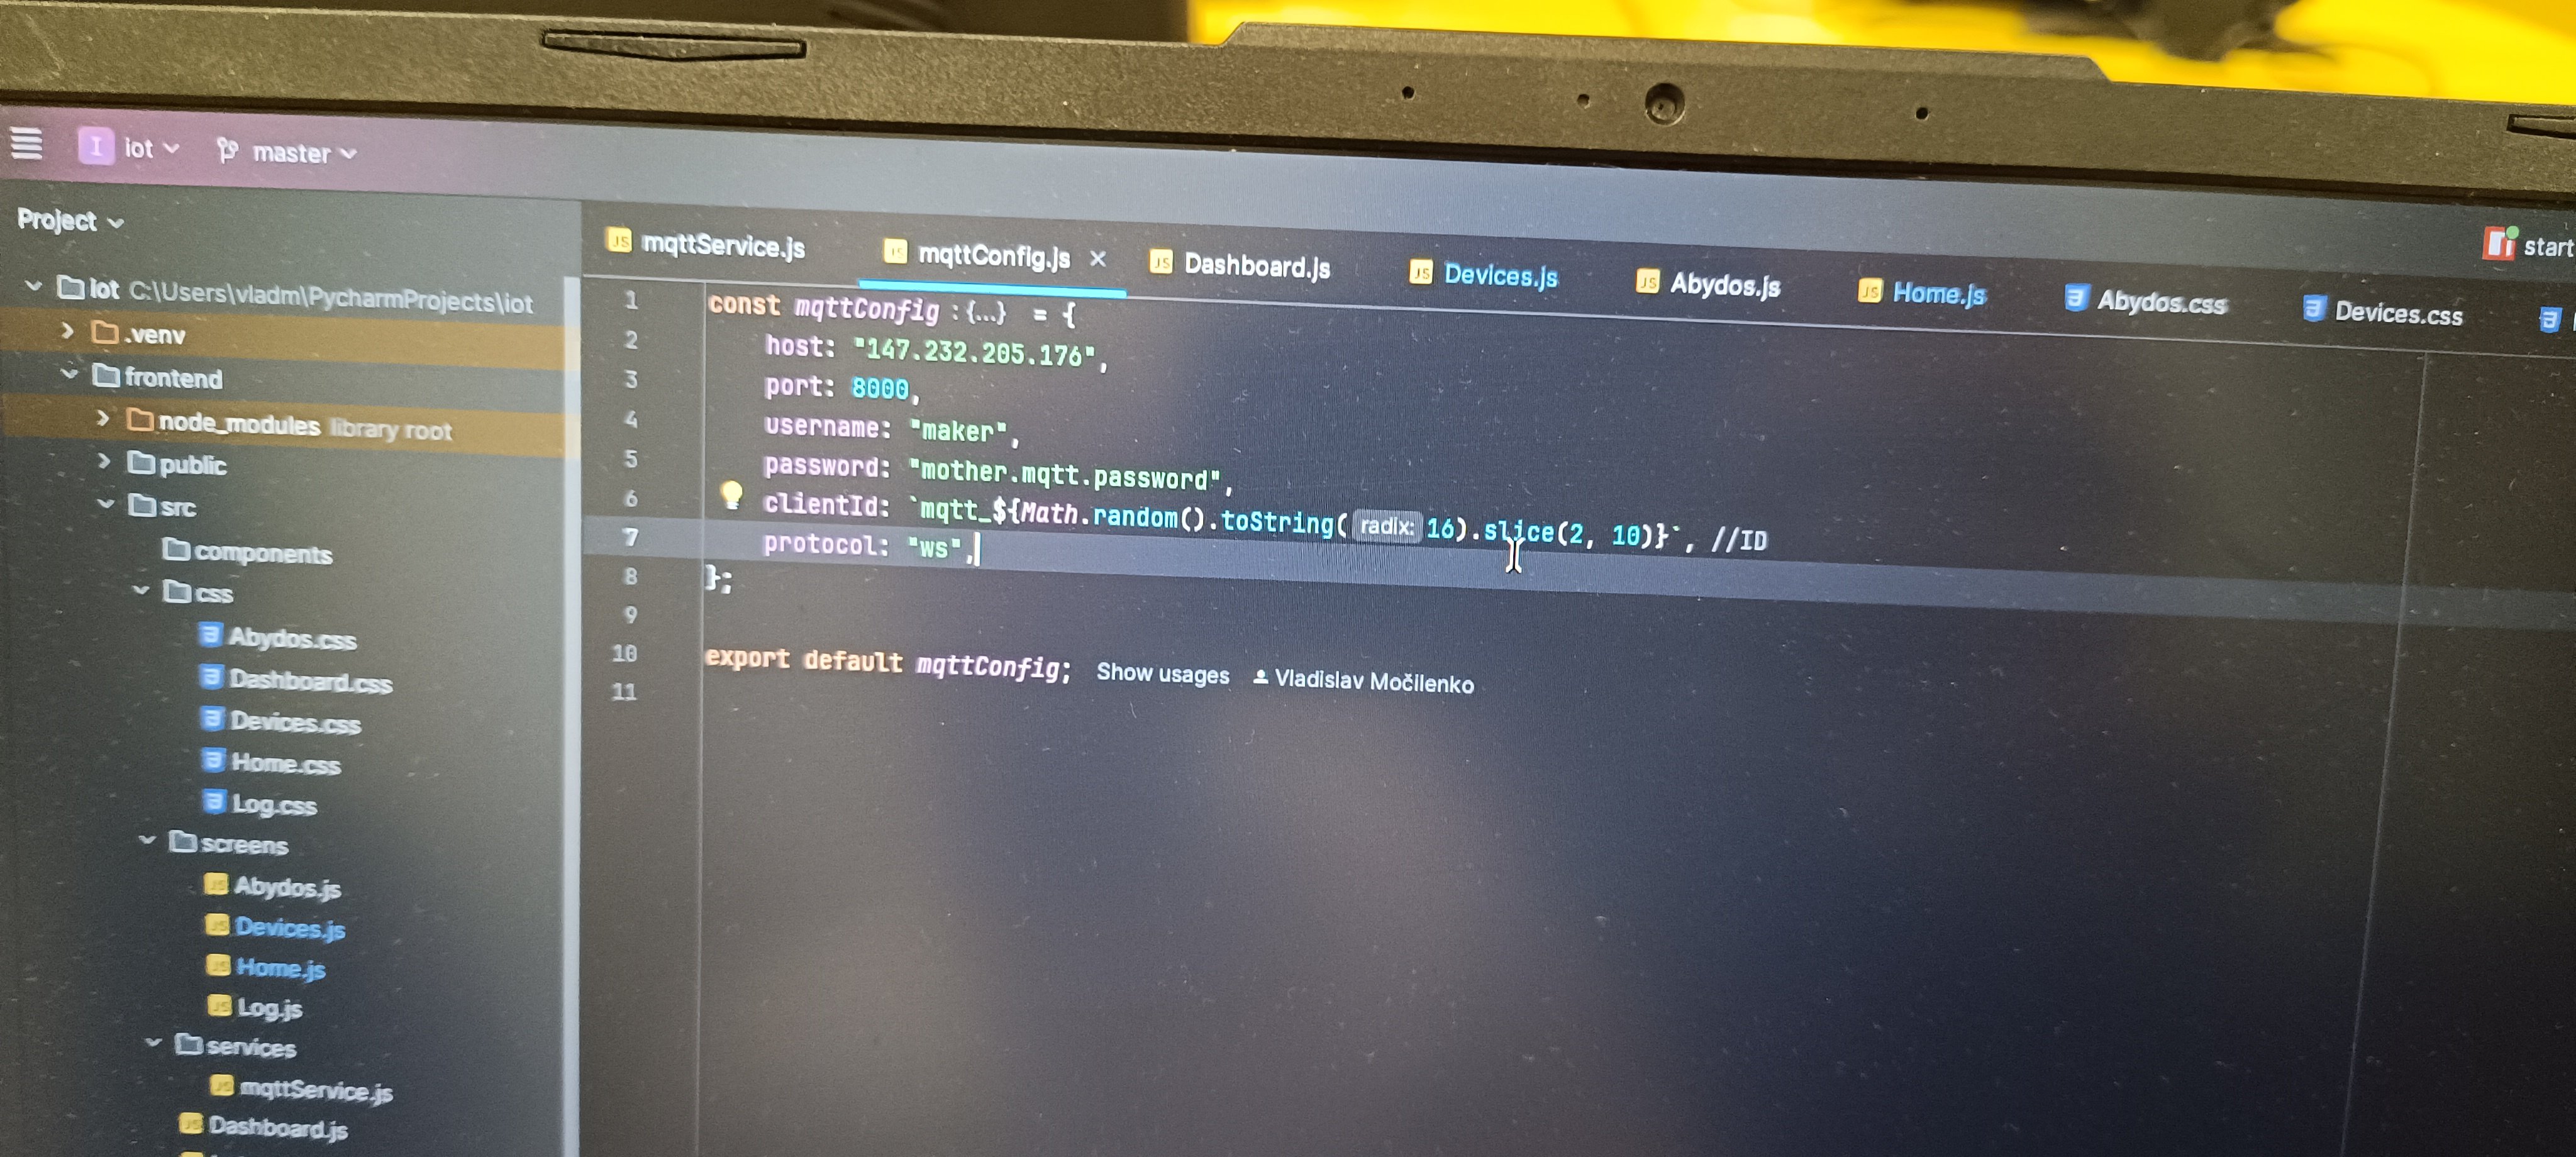 I iot master
Project
start
mqttService.js mqttConfig.js Dashboard.js Devices.js Abydos.js Home.js Abydos.css Devices.css
iot C:\Users\vladm\PycharmProjects\iot
.venv
frontend
node_modules library root
public
src
components
css
Abydos.css
Dashboard.css
Devices.css
Home.css
Log.css
screens
Abydos.js
Devices.js
Home.js
Log.js
services
mqttService.js
Dashboard.js
1 const mqttConfig : {...} = {
2 host: "147.232.205.176",
3 port: 8000,
4 username: "maker",
5 password: "mother.mqtt.password",
6 clientId: `mqtt_${Math.random().toString( radix: 16).slice(2, 10)}`, //ID
7 protocol: "ws",
8 };
9
10 export default mqttConfig; Show usages Vladislav Močilenko
11